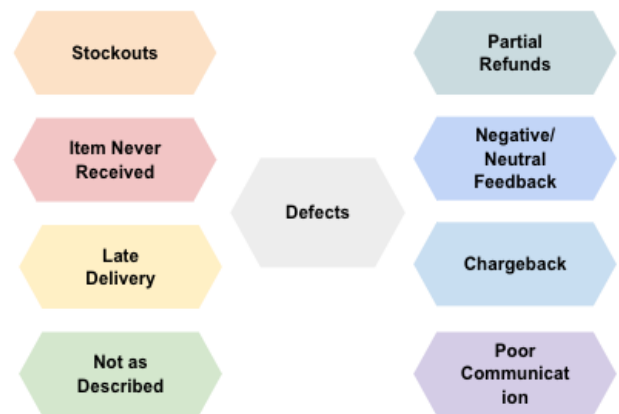 Stockouts
Item Never
Received
Late
Delivery
Not as
Described
Defects
Partial
Refunds
Negative/
Neutral
Feedback
Chargeback
Poor
Communicat
ion